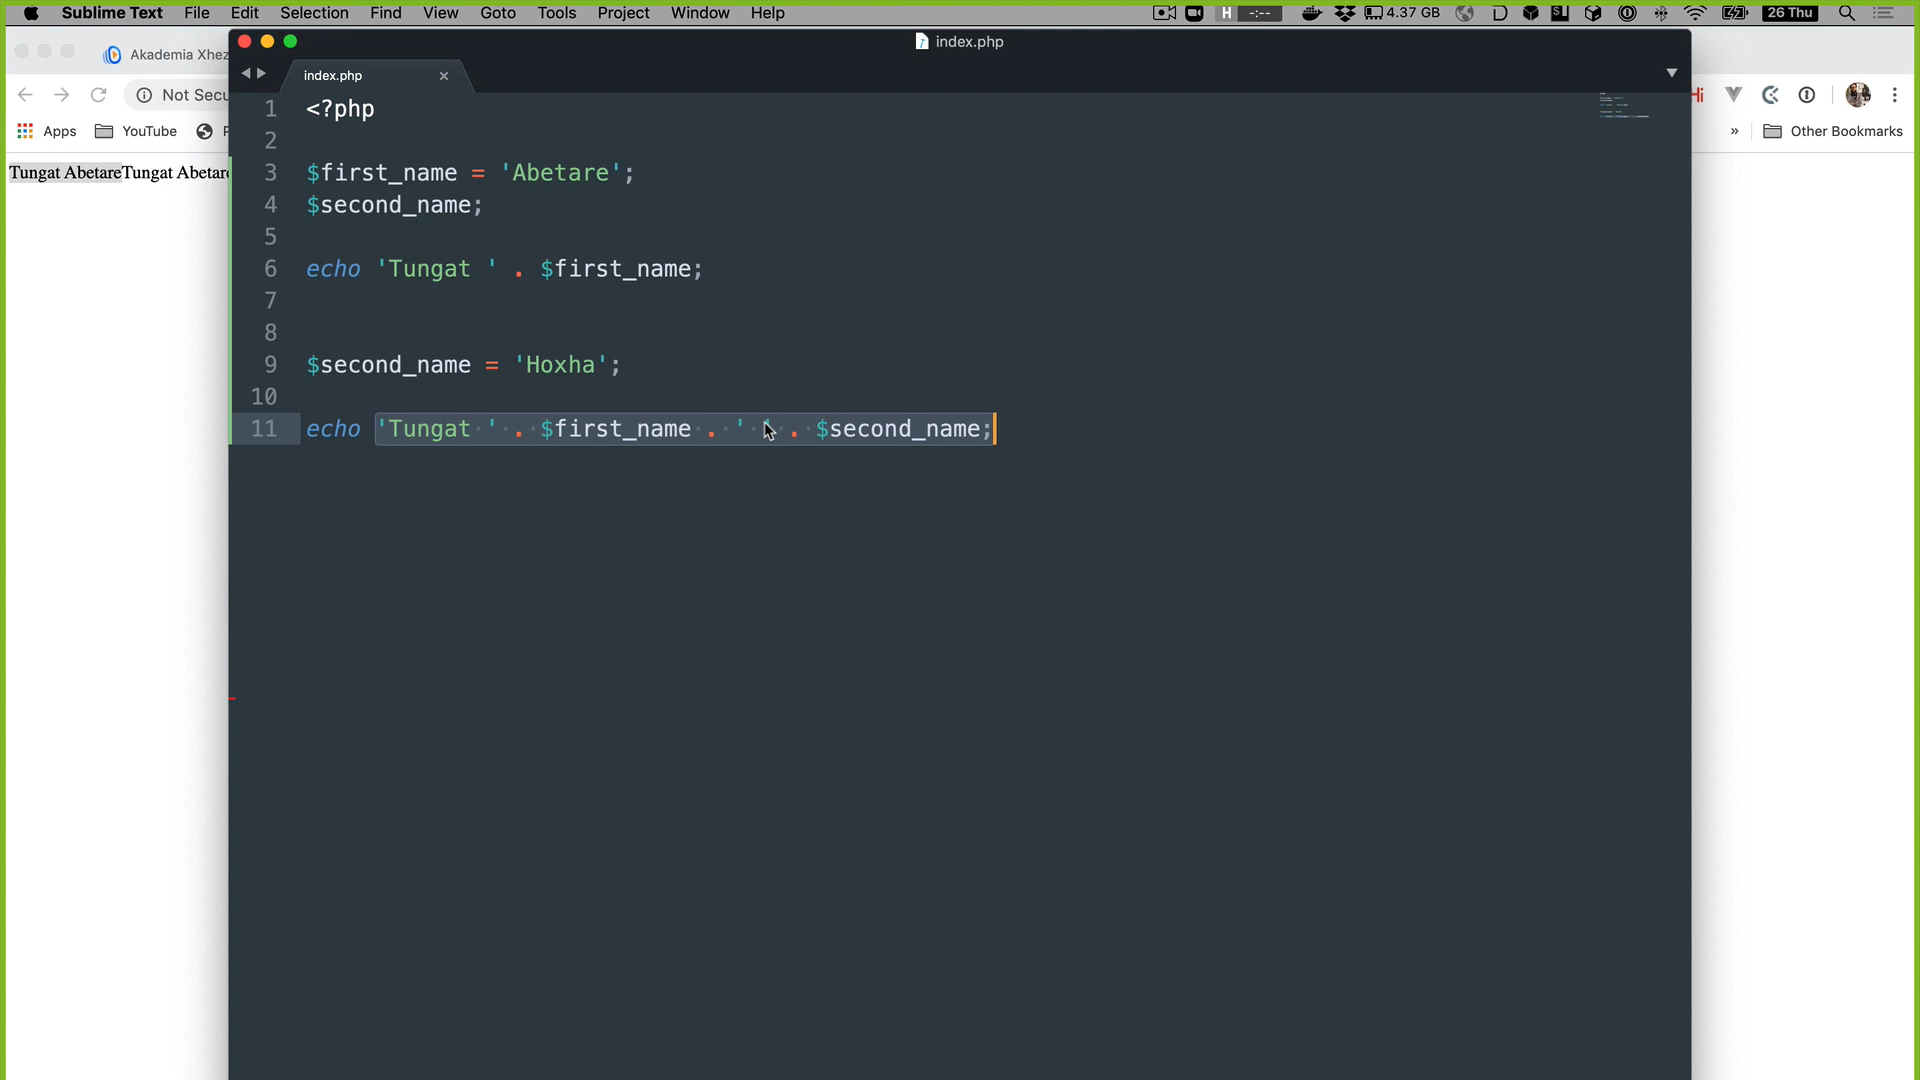 Sublime Text File Edit Selection Find View Goto Tools Project Window Help H -:-- 4.37 GB 26 Thu
index.php
Akademia Xhez
index.php ×
Not Secu
Apps YouTube
» Other Bookmarks
Tungat AbetareTungat Abetare
1 <?php
2
3 $first_name = 'Abetare';
4 $second_name;
5
6 echo 'Tungat ' . $first_name;
7
8
9 $second_name = 'Hoxha';
10
11 echo 'Tungat ' . $first_name . ' ' . $second_name;